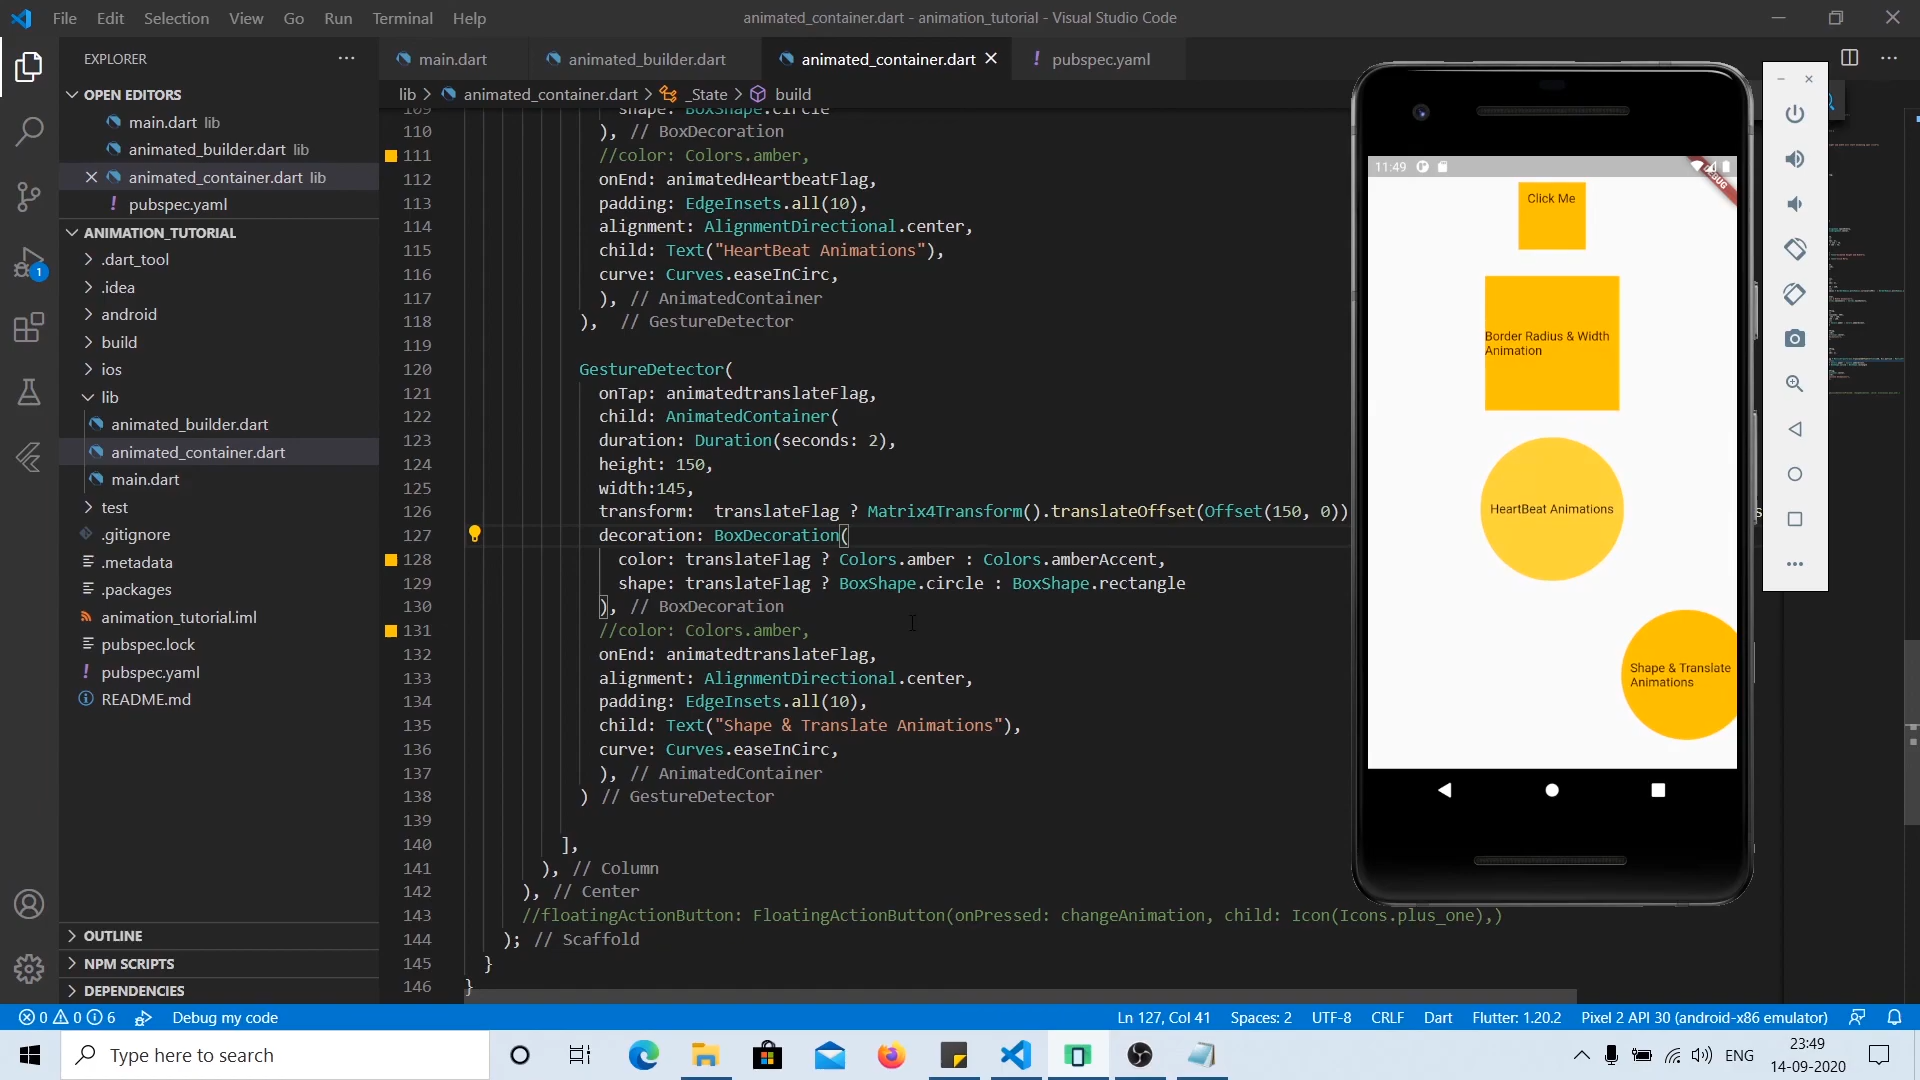 File Edit Selection View Go Run Terminal Help
animated_container.dart - animation_tutorial - Visual Studio Code
EXPLORER
OPEN EDITORS
main.dart lib
animated_builder.dart lib
animated_container.dart lib
! pubspec.yaml
ANIMATION_TUTORIAL
.dart_tool
.idea
android
build
ios
lib
animated_builder.dart
animated_container.dart
main.dart
test
.gitignore
.metadata
.packages
animation_tutorial.iml
pubspec.lock
! pubspec.yaml
README.md
OUTLINE
NPM SCRIPTS
DEPENDENCIES
1
main.dart
animated_builder.dart
animated_container.dart
! pubspec.yaml
lib > animated_container.dart > _State > build
109 shape: BoxShape.circle
110 ), // BoxDecoration
111 //color: Colors.amber,
112 onEnd: animatedHeartbeatFlag,
113 padding: EdgeInsets.all(10),
114 alignment: AlignmentDirectional.center,
115 child: Text("HeartBeat Animations"),
116 curve: Curves.easeInCirc,
117 ), // AnimatedContainer
118 ), // GestureDetector
119
120 GestureDetector(
121 onTap: animatedtranslateFlag,
122 child: AnimatedContainer(
123 duration: Duration(seconds: 2),
124 height: 150,
125 width:145,
126 transform: translateFlag ? Matrix4Transform().translateOffset(Offset(150, 0))
127 decoration: BoxDecoration(
128 color: translateFlag ? Colors.amber : Colors.amberAccent,
129 shape: translateFlag ? BoxShape.circle : BoxShape.rectangle
130 ), // BoxDecoration
131 //color: Colors.amber,
132 onEnd: animatedtranslateFlag,
133 alignment: AlignmentDirectional.center,
134 padding: EdgeInsets.all(10),
135 child: Text("Shape & Translate Animations"),
136 curve: Curves.easeInCirc,
137 ), // AnimatedContainer
138 ) // GestureDetector
139
140 ],
141 ), // Column
142 ), // Center
143 //floatingActionButton: FloatingActionButton(onPressed: changeAnimation, child: Icon(Icons.plus_one),)
144 ); // Scaffold
145 }
146 }
11:49
DEBUG
Click Me
Border Radius & Width
Animation
HeartBeat Animations
Shape & Translate
Animations
0 0 6 Debug my code
Ln 127, Col 41 Spaces: 2 UTF-8 CRLF Dart Flutter: 1.20.2 Pixel 2 API 30 (android-x86 emulator)
Type here to search
ENG
23:49
14-09-2020